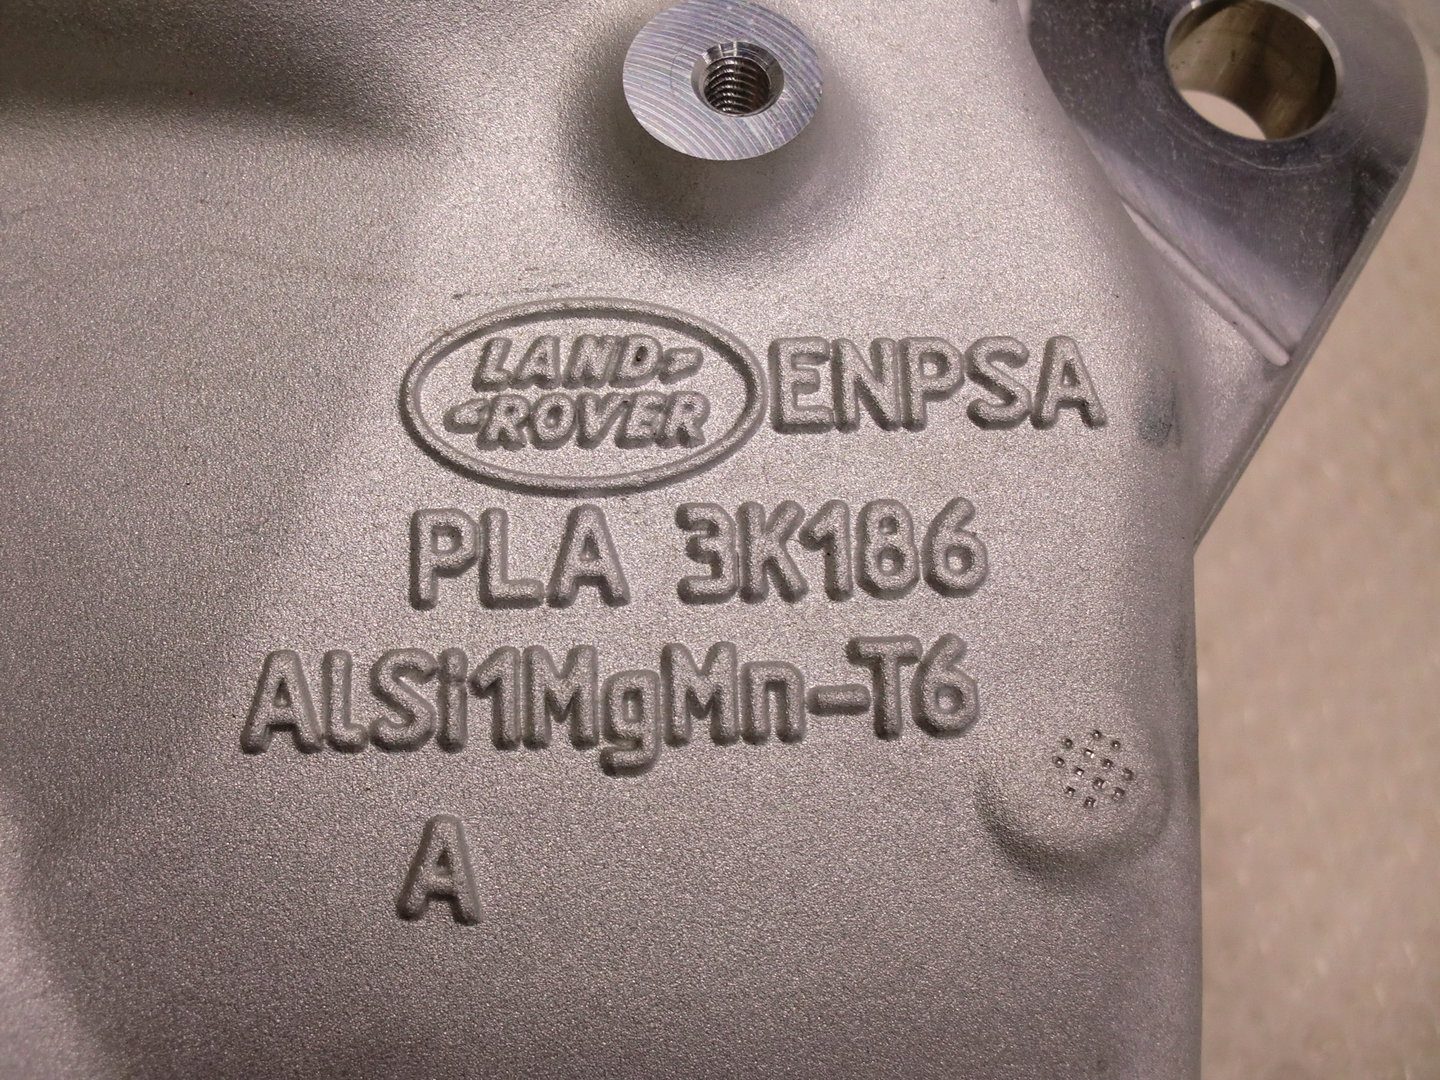 LAND
ROVER ENPSA
PLA 3K186
ALSi1MgMn-T6
A